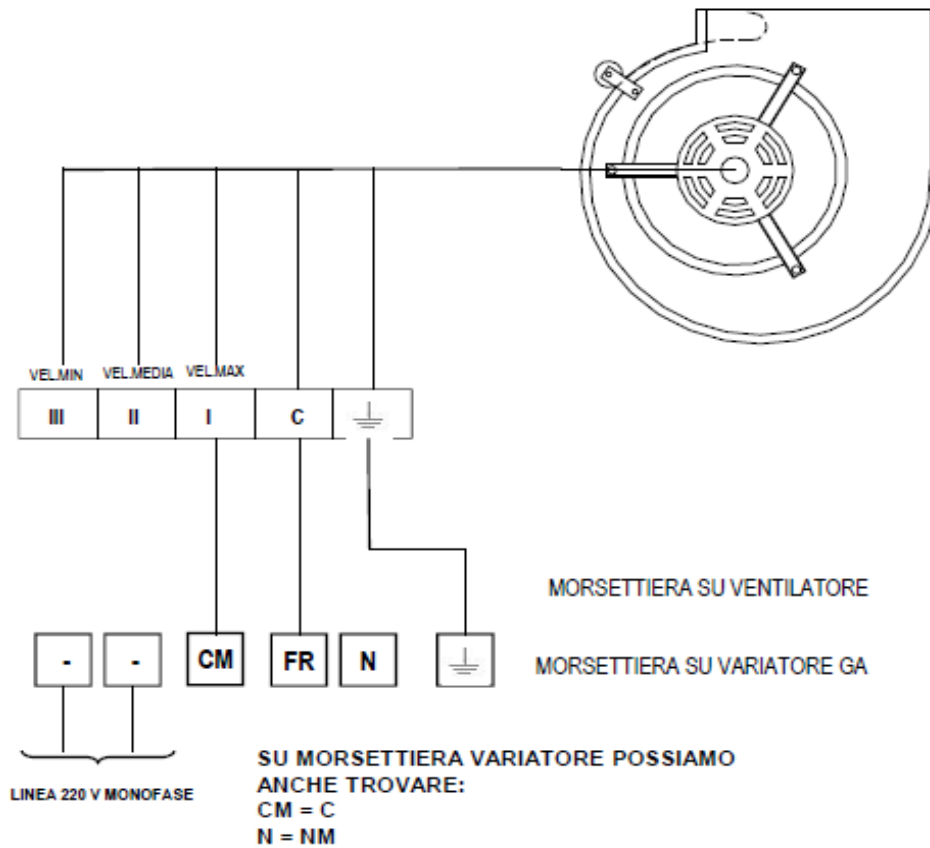 VEL.MIN VEL.MEDIA VEL.MAX
III II I C
MORSETTIERA SU VENTILATORE
- - CM FR N
MORSETTIERA SU VARIATORE GA
LINEA 220 V MONOFASE
SU MORSETTIERA VARIATORE POSSIAMO
ANCHE TROVARE:
CM = C
N = NM